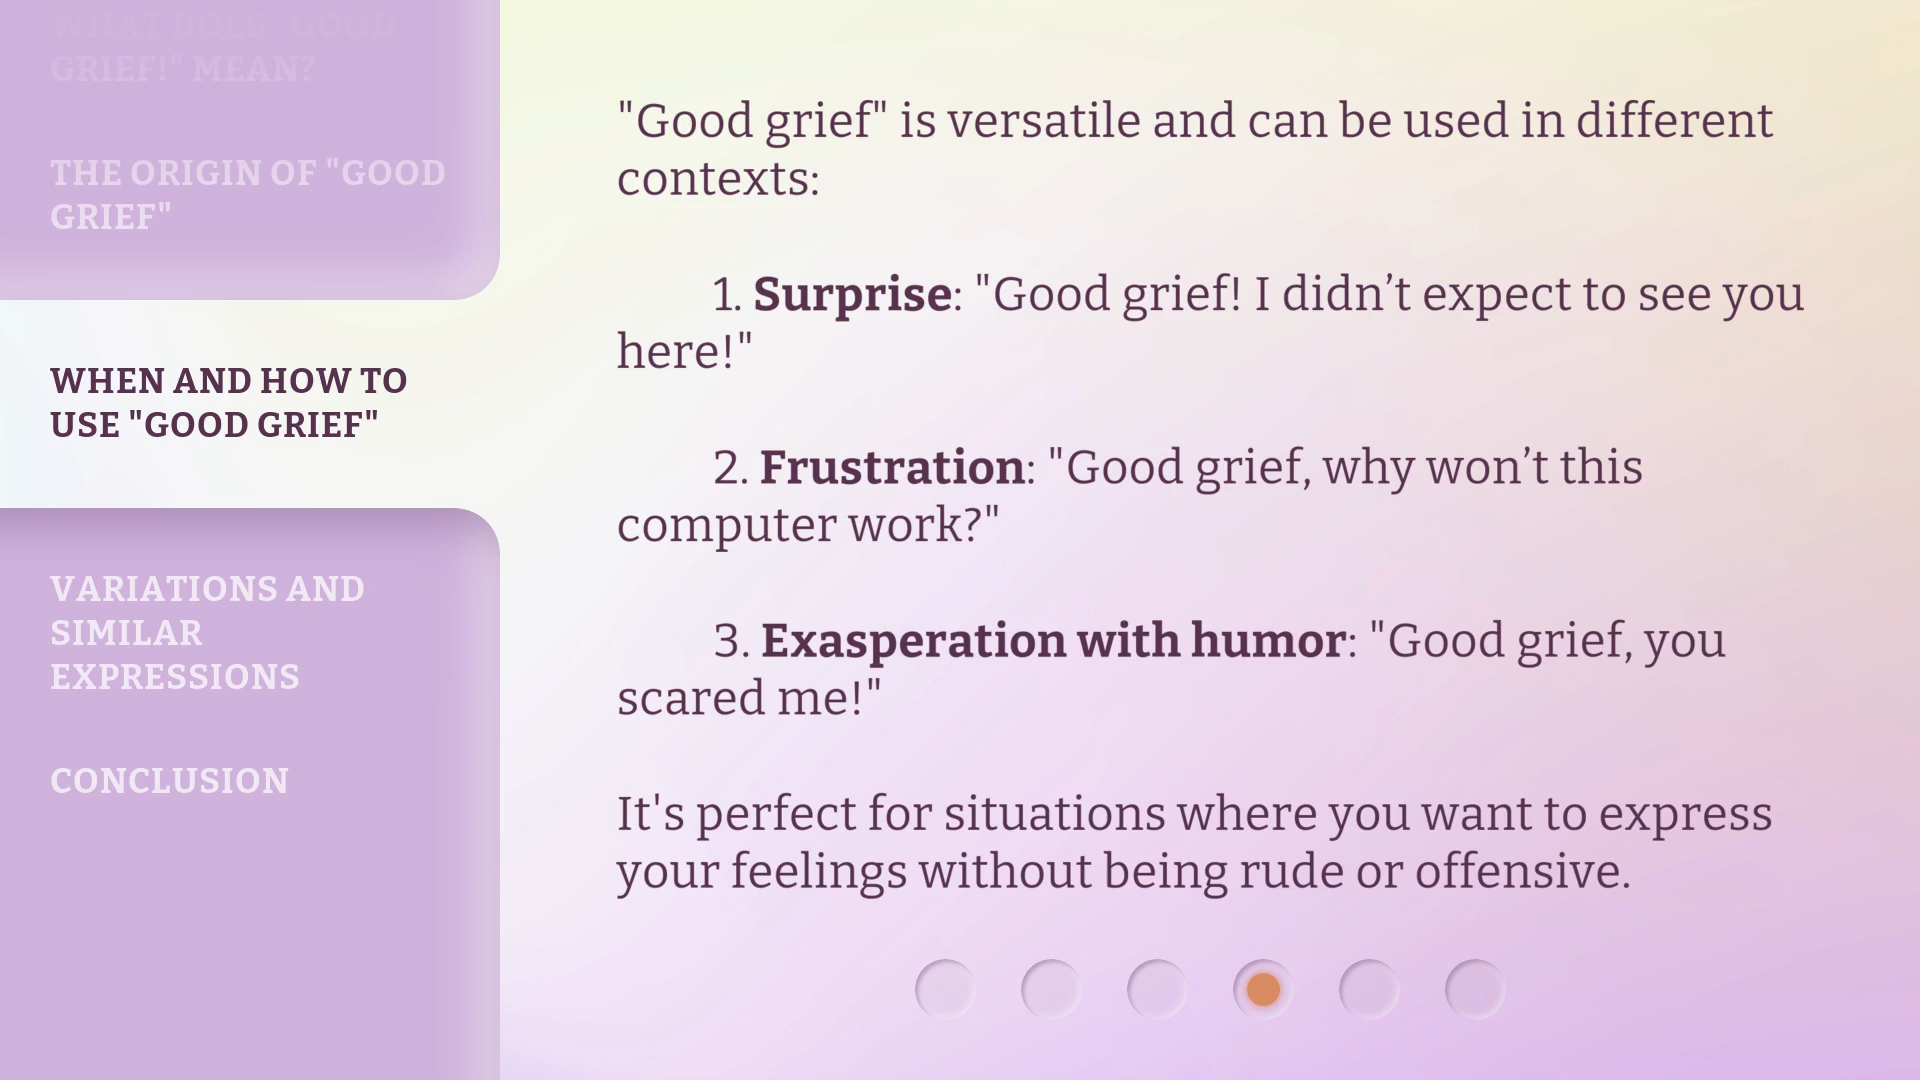 WHAT DOES "GOOD
GRIEF!" MEAN?
THE ORIGIN OF "GOOD
GRIEF"
WHEN AND HOW TO
USE "GOOD GRIEF"
VARIATIONS AND
SIMILAR
EXPRESSIONS
CONCLUSION
"Good grief" is versatile and can be used in different
contexts:
1. Surprise: "Good grief! I didn’t expect to see you
here!"
2. Frustration: "Good grief, why won’t this
computer work?"
3. Exasperation with humor: "Good grief, you
scared me!"
It's perfect for situations where you want to express
your feelings without being rude or offensive.